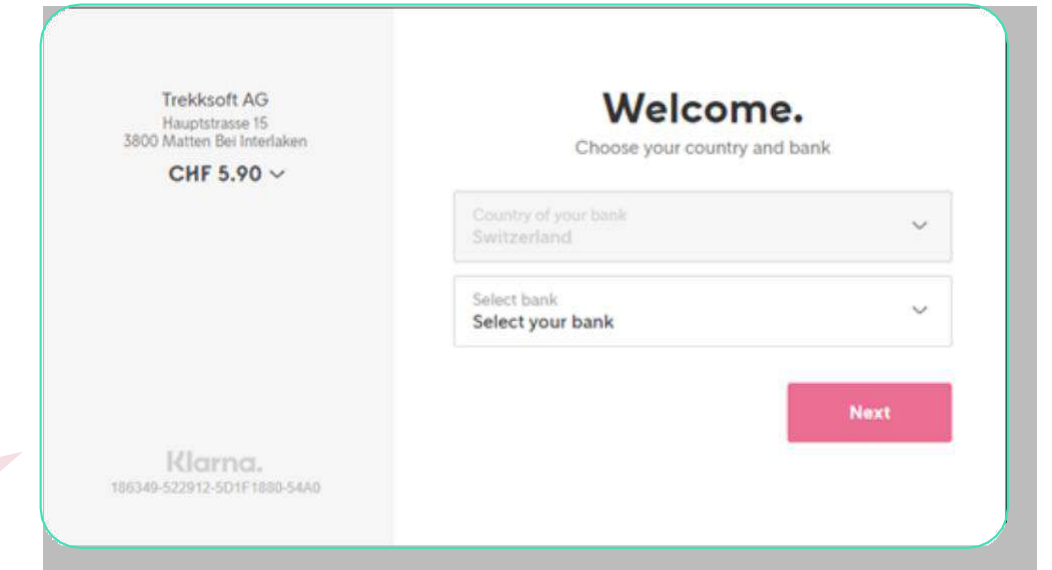 Trekksoft AG
Hauptstrasse 15
3800 Matten Bei Interlaken
CHF 5.90
Klarna.
186349-522912-5D1F1880-54A0
Welcome.
Choose your country and bank
Country of your bank
Switzerland
Select bank
Select your bank
Next